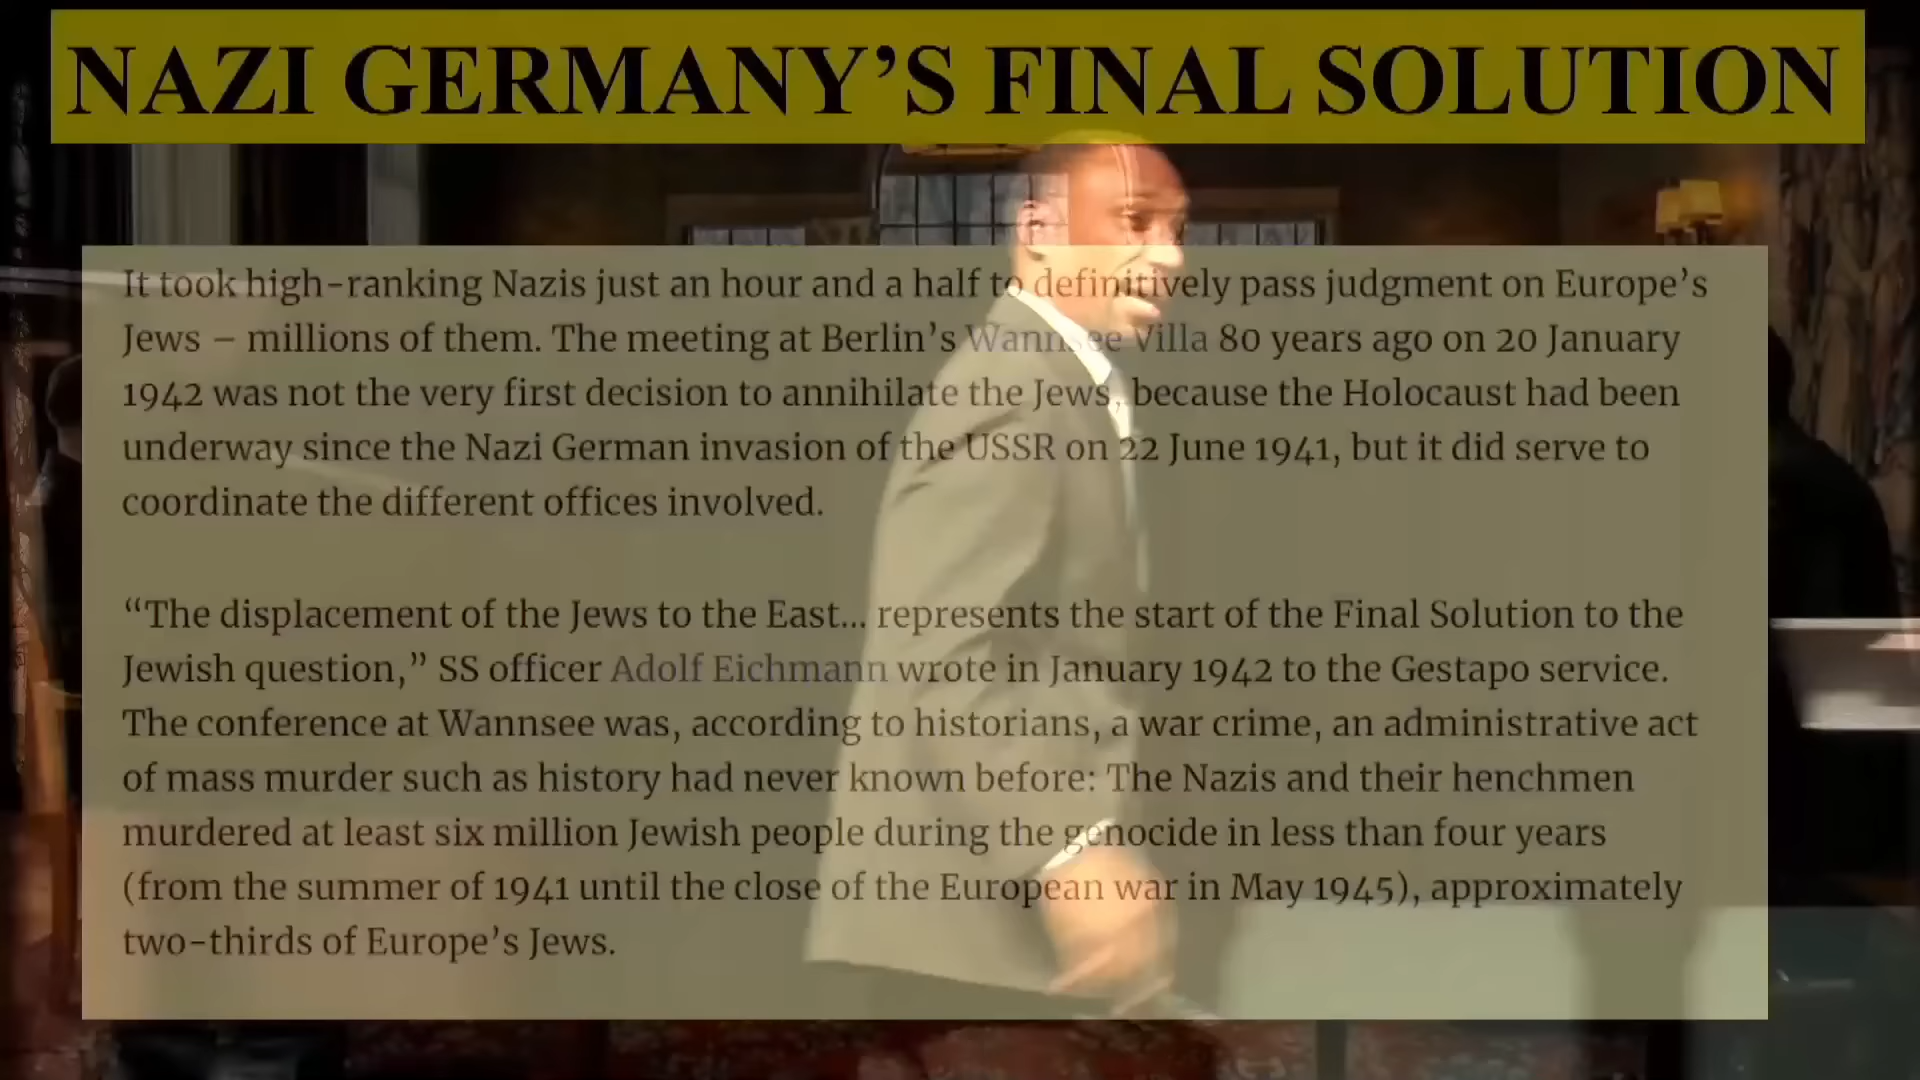 NAZI GERMANY’S FINAL SOLUTION
It took high-ranking Nazis just an hour and a half to definitively pass judgment on Europe’s
Jews – millions of them. The meeting at Berlin’s Wannsee Villa 80 years ago on 20 January
1942 was not the very first decision to annihilate the Jews, because the Holocaust had been
underway since the Nazi German invasion of the USSR on 22 June 1941, but it did serve to
coordinate the different offices involved.
“The displacement of the Jews to the East... represents the start of the Final Solution to the
Jewish question,” SS officer Adolf Eichmann wrote in January 1942 to the Gestapo service.
The conference at Wannsee was, according to historians, a war crime, an administrative act
of mass murder such as history had never known before: The Nazis and their henchmen
murdered at least six million Jewish people during the genocide in less than four years
(from the summer of 1941 until the close of the European war in May 1945), approximately
two-thirds of Europe’s Jews.